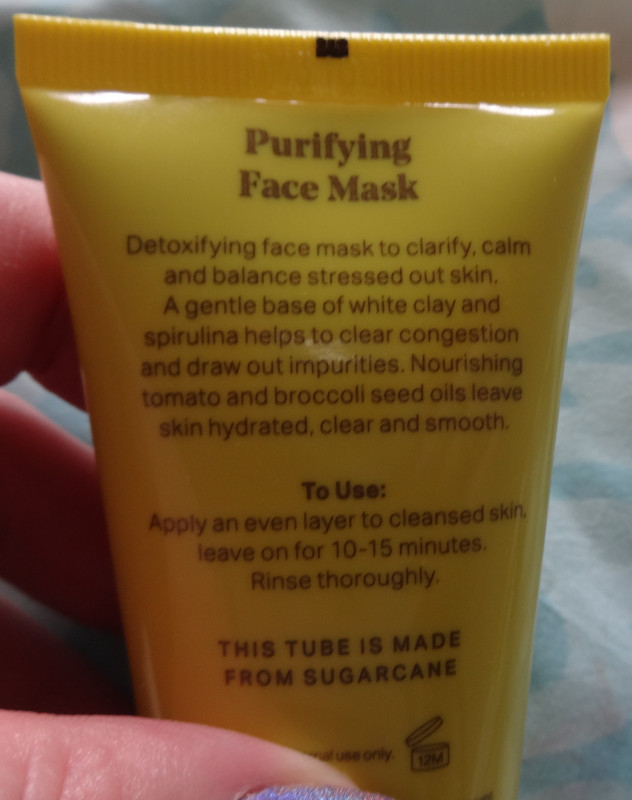 Purifying
Face Mask
Detoxifying face mask to clarify, calm
and balance stressed out skin.
A gentle base of white clay and
spirulina helps to clear congestion
and draw out impurities. Nourishing
tomato and broccoli seed oils leave
skin hydrated, clear and smooth.
To Use:
Apply an even layer to cleansed skin,
leave on for 10-15 minutes.
Rinse thoroughly.
THIS TUBE IS MADE
FROM SUGARCANE
use only.
12M